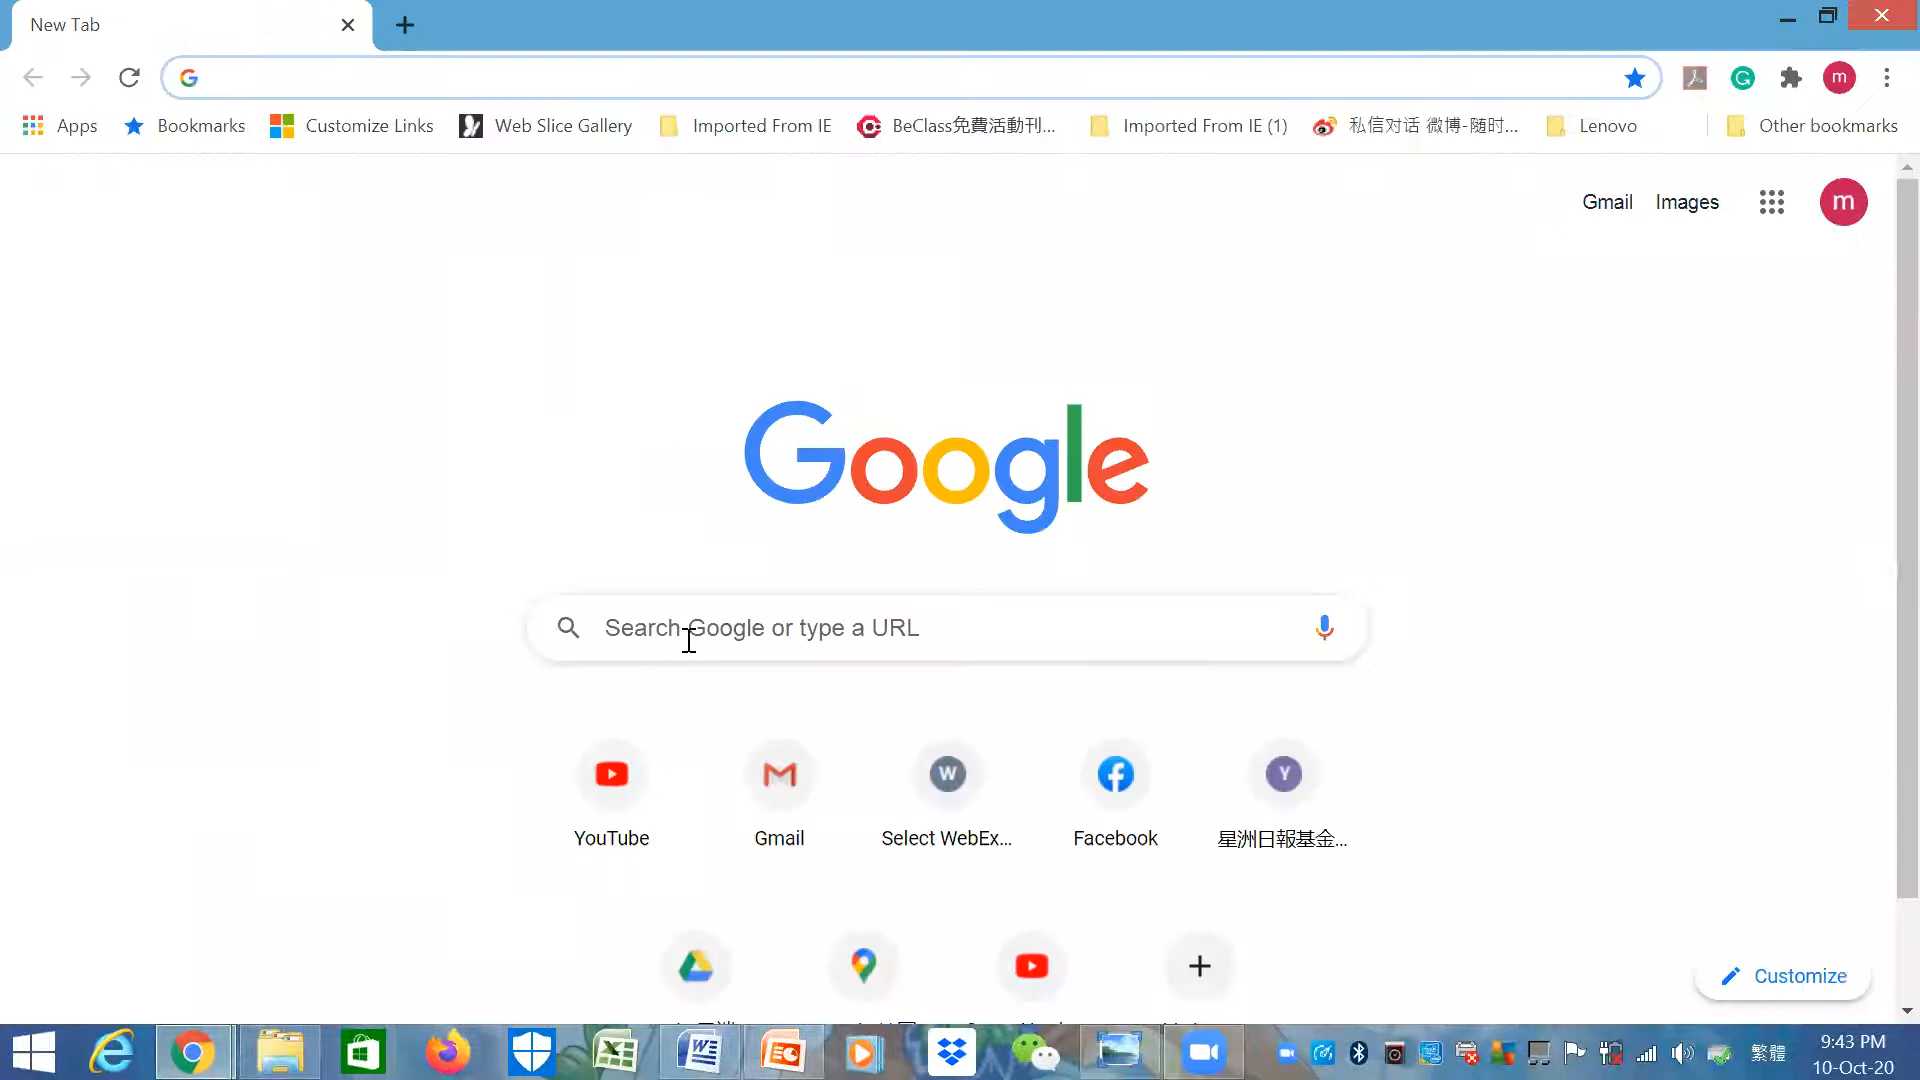 New Tab
Apps Bookmarks Customize Links Web Slice Gallery Imported From IE BeClass免費活動刊... Imported From IE (1) 私信对话 微博-随时... Lenovo Other bookmarks
Gmail Images m
Google
Search Google or type a URL
W Y
YouTube Gmail Select WebEx... Facebook 星洲日報基金...
Customize
繁體 9:43 PM
10-Oct-20